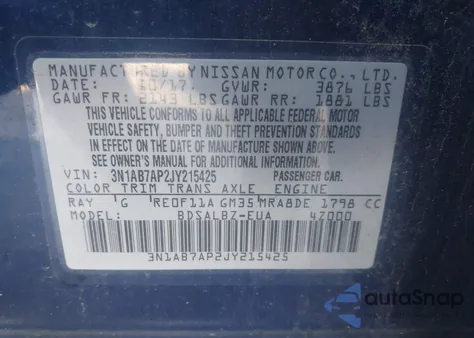 MANUFACTURED BY NISSAN MOTOR CO., LTD.
DATE: 10/17 GVWR: 3876 LBS
GAWR FR: 2143 LBS GAWR RR: 1881 LBS
THIS VEHICLE CONFORMS TO ALL APPLICABLE FEDERAL MOTOR
VEHICLE SAFETY, BUMPER AND THEFT PREVENTION STANDARDS
IN EFFECT ON THE DATE OF MANUFACTURE SHOWN ABOVE.
SEE OWNER'S MANUAL FOR ADDITIONAL INFORMATION.
VIN: 3N1AB7AP2JY215425 PASSENGER CAR.
COLOR TRIM TRANS AXLE ENGINE
RAY G RE0F11A GM35 MRA8DE 1798 CC
MODEL: BDSALBZ-EUA 47000
3N1AB7AP2JY215425
autoSnap